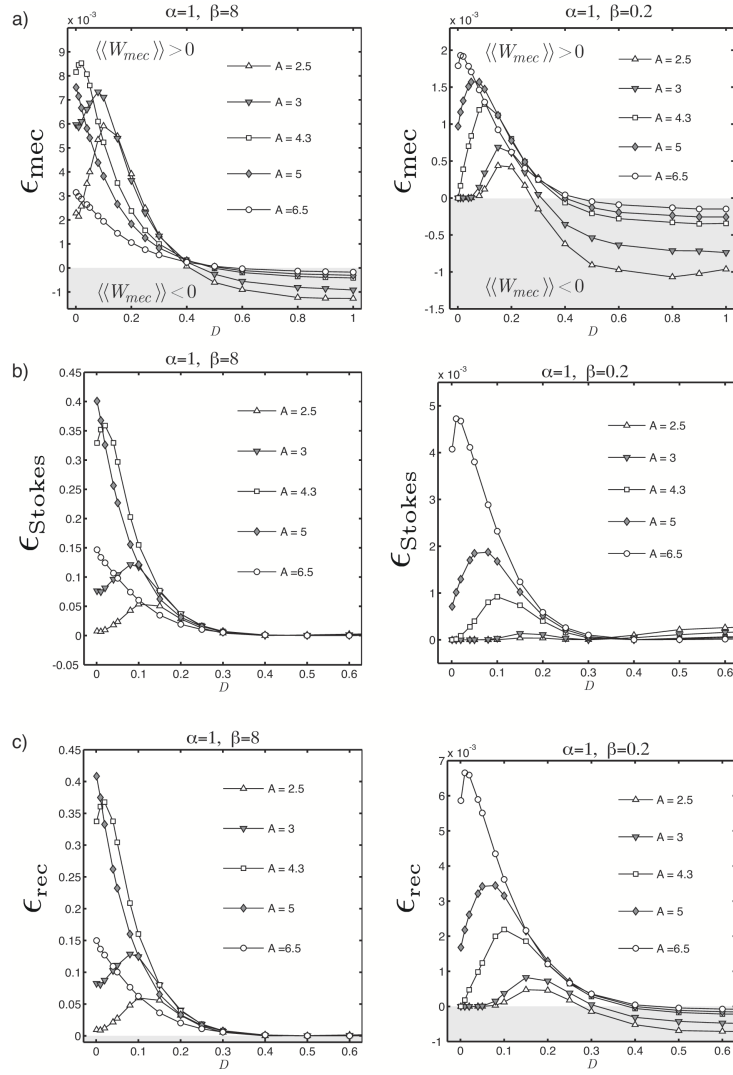 a)
α=1, β=8
x 10⁻³
⟨⟨W_mec⟩⟩>0
A = 2.5
A = 3
A = 4.3
A = 5
A =6.5
ϵ_mec
9
8
7
6
5
4
3
2
1
0
-1
⟨⟨W_mec⟩⟩<0
0 0.2 0.4 0.6 0.8 1
D
α=1, β=0.2
x 10⁻³
⟨⟨W_mec⟩⟩>0
A = 2.5
A = 3
A = 4.3
A = 5
A =6.5
ϵ_mec
2
1.5
1
0.5
0
-0.5
-1
-1.5
⟨⟨W_mec⟩⟩<0
0 0.2 0.4 0.6 0.8 1
D
b)
α=1, β=8
A = 2.5
A = 3
A = 4.3
A = 5
A =6.5
ϵ_Stokes
0.45
0.4
0.35
0.3
0.25
0.2
0.15
0.1
0.05
0
-0.05
0 0.1 0.2 0.3 0.4 0.5 0.6
D
α=1, β=0.2
x 10⁻³
A = 2.5
A = 3
A = 4.3
A = 5
A =6.5
ϵ_Stokes
5
4
3
2
1
0
0 0.1 0.2 0.3 0.4 0.5 0.6
D
c)
α=1, β=8
A = 2.5
A = 3
A = 4.3
A = 5
A =6.5
ϵ_rec
0.45
0.4
0.35
0.3
0.25
0.2
0.15
0.1
0.05
0
0 0.1 0.2 0.3 0.4 0.5 0.6
D
α=1, β=0.2
x 10⁻³
A = 2.5
A = 3
A = 4.3
A = 5
A =6.5
ϵ_rec
7
6
5
4
3
2
1
0
-1
0 0.1 0.2 0.3 0.4 0.5 0.6
D